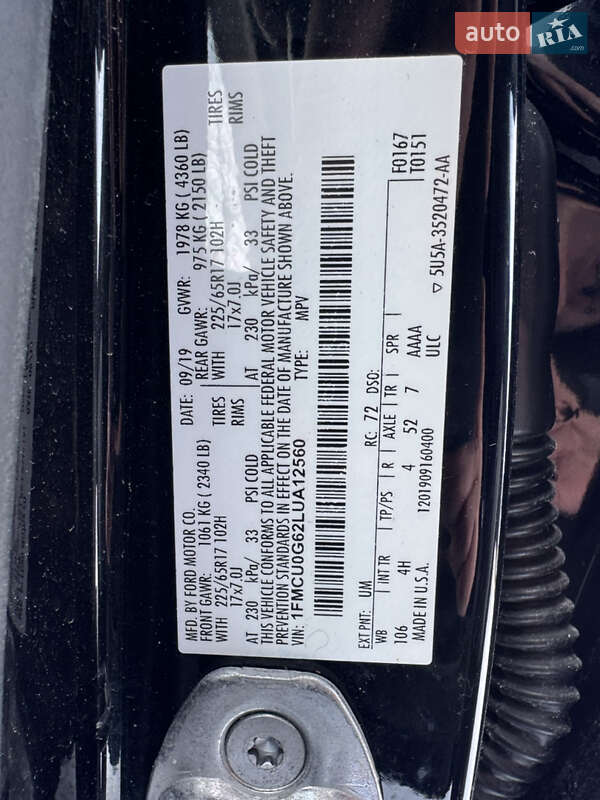 auto RIA.com
MFD. BY FORD MOTOR CO. DATE: 09/19 GVWR: 1978 KG ( 4360 LB)
FRONT GAWR: 1061 KG ( 2340 LB) REAR GAWR: 975 KG ( 2150 LB)
WITH 225/65R17 102H TIRES WITH 225/65R17 102H TIRES
17x7.0J RIMS 17x7.0J RIMS
AT 230 kPa/ 33 PSI COLD AT 230 kPa/ 33 PSI COLD
THIS VEHICLE CONFORMS TO ALL APPLICABLE FEDERAL MOTOR VEHICLE SAFETY AND THEFT
PREVENTION STANDARDS IN EFFECT ON THE DATE OF MANUFACTURE SHOWN ABOVE.
VIN: 1FMCU0G62LUA12560 TYPE: MPV
F0167
T0151
EXT PNT: UM RC: 72 DSO:
WB INT TR TP/PS R AXLE TR SPR
106 4H 4 52 7 AAAA
MADE IN U.S.A. 1201909160400 ULC
▽ 5U5A-3520472-AA